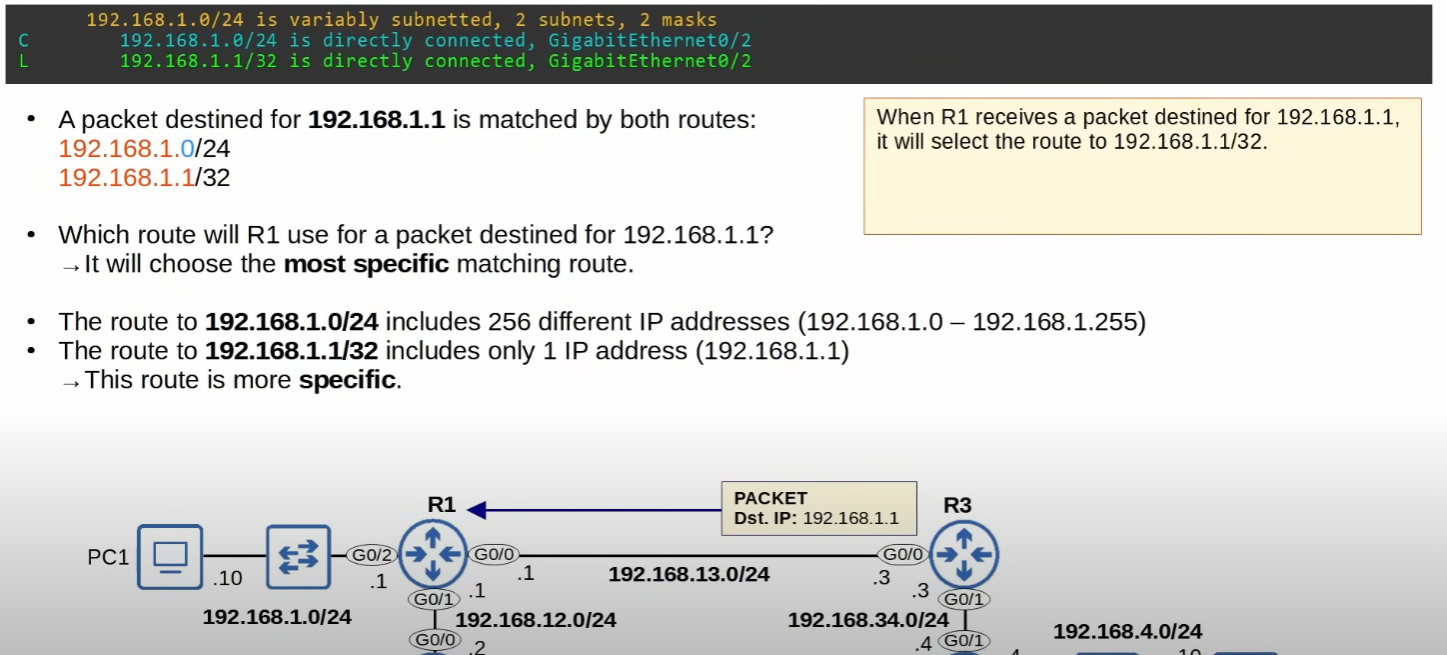 192.168.1.0/24 is variably subnetted, 2 subnets, 2 masks
C 192.168.1.0/24 is directly connected, GigabitEthernet0/2
L 192.168.1.1/32 is directly connected, GigabitEthernet0/2
• A packet destined for 192.168.1.1 is matched by both routes:
192.168.1.0/24
192.168.1.1/32
• Which route will R1 use for a packet destined for 192.168.1.1?
→It will choose the most specific matching route.
• The route to 192.168.1.0/24 includes 256 different IP addresses (192.168.1.0 – 192.168.1.255)
• The route to 192.168.1.1/32 includes only 1 IP address (192.168.1.1)
→This route is more specific.
When R1 receives a packet destined for 192.168.1.1,
it will select the route to 192.168.1.1/32.
PACKET
Dst. IP: 192.168.1.1
R1
R3
PC1
.10
G0/2
.1
G0/0
.1
192.168.13.0/24
G0/0
.3
192.168.1.0/24
G0/1
.1
192.168.12.0/24
G0/0
.2
.3
G0/1
192.168.34.0/24
.4
G0/1
192.168.4.0/24